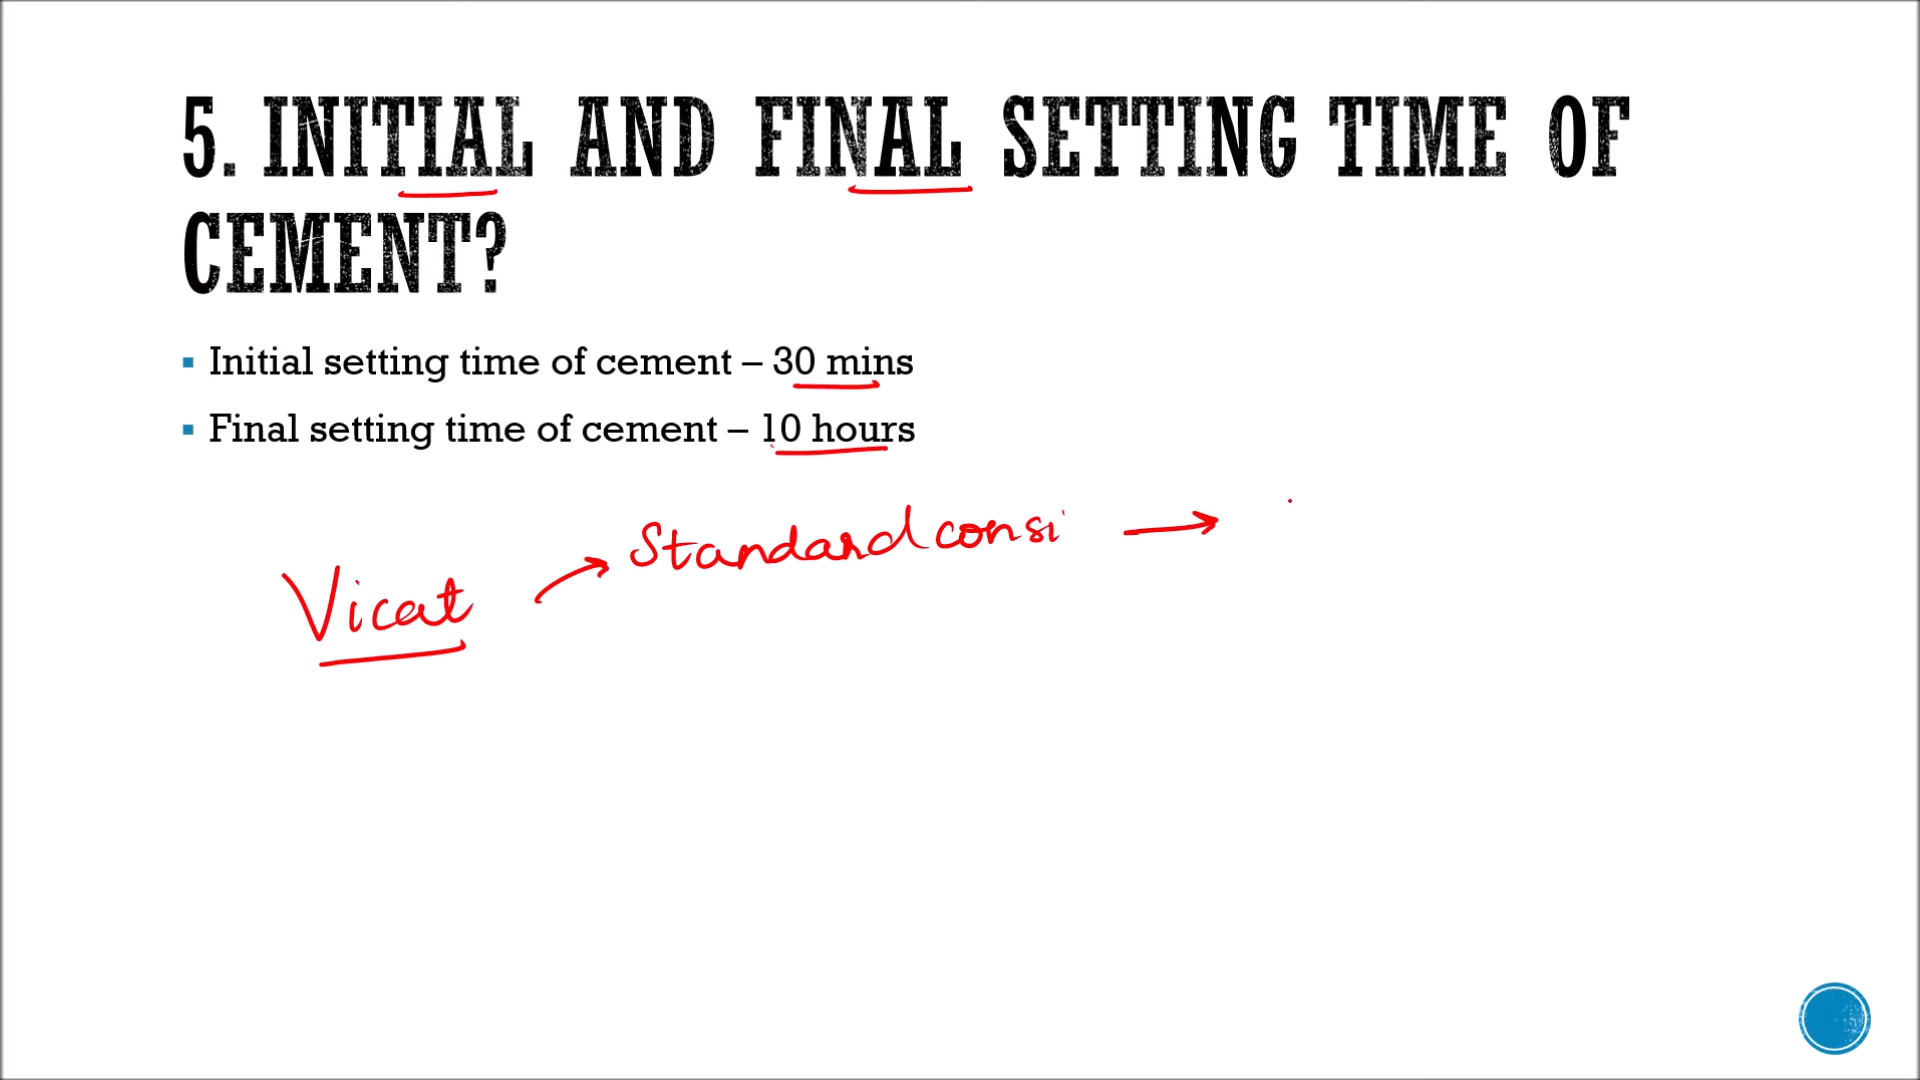 5. INITIAL AND FINAL SETTING TIME OF
CEMENT?
▪ Initial setting time of cement – 30 mins
▪ Final setting time of cement – 10 hours
Standard consi
Vicat